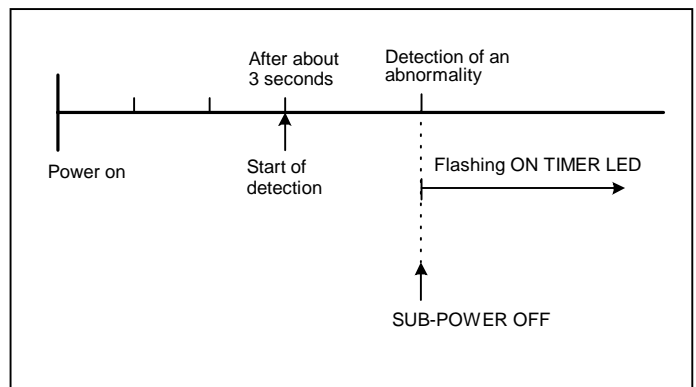 After about
3 seconds
Detection of an
abnormality
Power on
Start of
detection
Flashing ON TIMER LED
SUB-POWER OFF